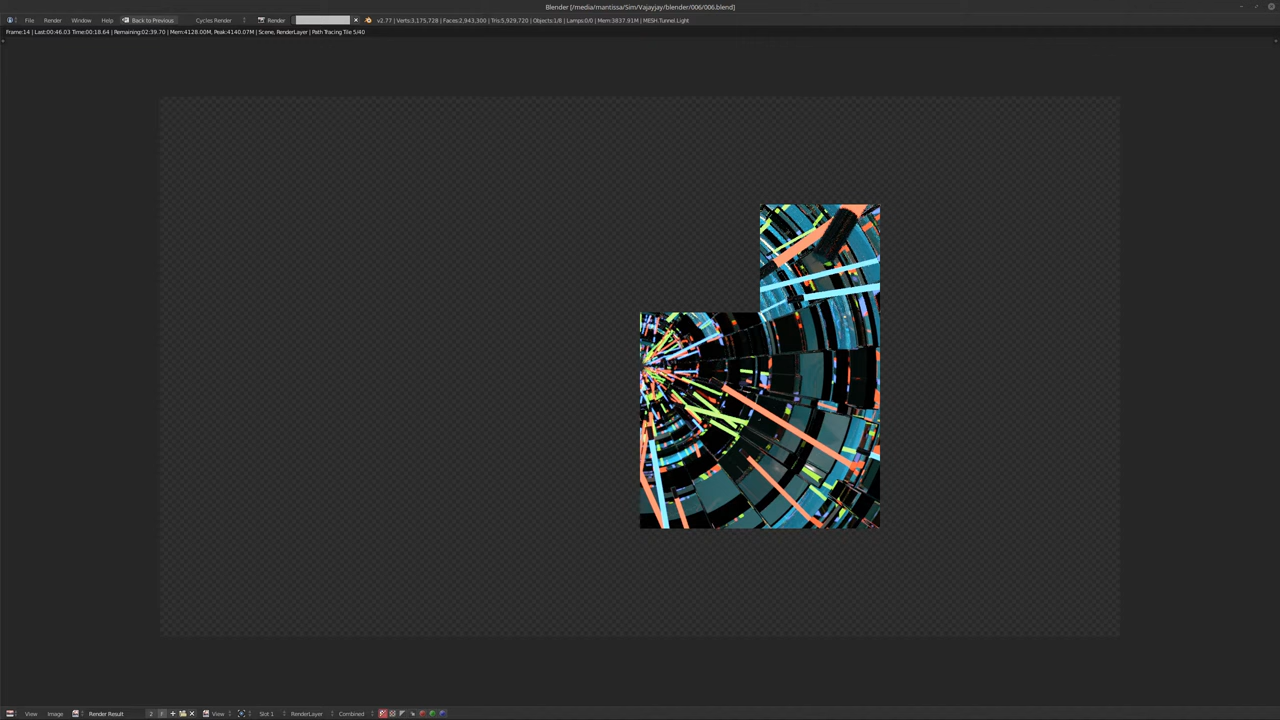 Blender [/media/mantissa/Sim/Vajayjay/blender/006/006.blend]
File Render Window Help Back to Previous Cycles Render Render v2.77 | Verts:3,175,728 | Faces:2,943,300 | Tris:5,929,720 | Objects:1/8 | Lamps:0/0 | Mem:3837.91M | MESH.Tunnel.Light
Frame:14 | Last:00:46.03 Time:00:18.64 | Remaining:02:39.70 | Mem:4128.00M, Peak:4140.07M | Scene, RenderLayer | Path Tracing Tile 5/40
View Image Render Result 2 F View Slot 1 RenderLayer Combined